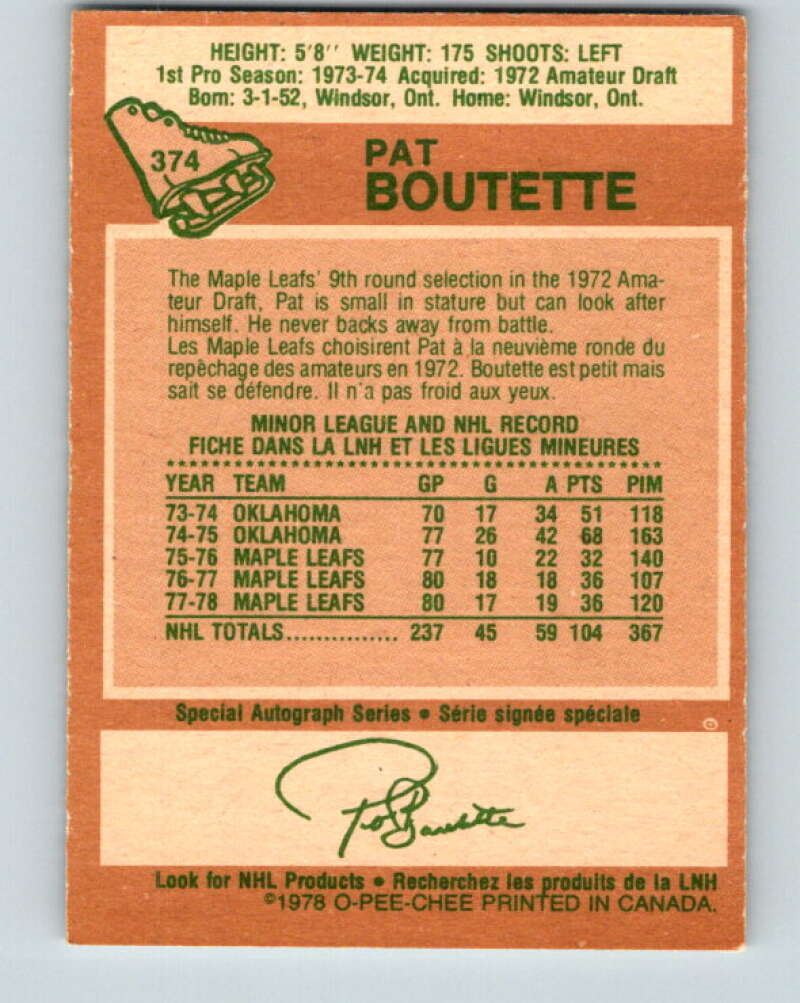 HEIGHT: 5'8'' WEIGHT: 175 SHOOTS: LEFT
1st Pro Season: 1973-74 Acquired: 1972 Amateur Draft
Born: 3-1-52, Windsor, Ont. Home: Windsor, Ont.
374
PAT
BOUTETTE
The Maple Leafs' 9th round selection in the 1972 Ama-
teur Draft, Pat is small in stature but can look after
himself. He never backs away from battle.
Les Maple Leafs choisirent Pat à la neuvième ronde du
repêchage des amateurs en 1972. Boutette est petit mais
sait se défendre. Il n'a pas froid aux yeux.
MINOR LEAGUE AND NHL RECORD
FICHE DANS LA LNH ET LES LIGUES MINEURES
YEAR TEAM GP G A PTS PIM
73-74 OKLAHOMA 70 17 34 51 118
74-75 OKLAHOMA 77 26 42 68 163
75-76 MAPLE LEAFS 77 10 22 32 140
76-77 MAPLE LEAFS 80 18 18 36 107
77-78 MAPLE LEAFS 80 17 19 36 120
NHL TOTALS............... 237 45 59 104 367
Special Autograph Series • Série signée spéciale
Pat Boutette
Look for NHL Products • Recherchez les produits de la LNH
©1978 O-PEE-CHEE PRINTED IN CANADA.